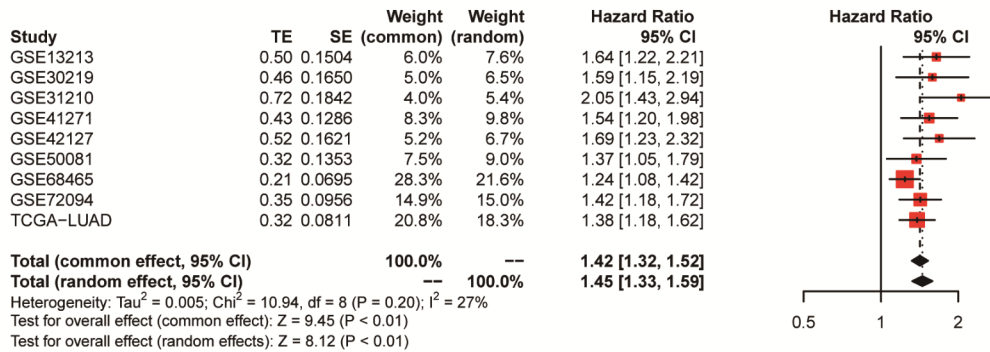 Weight Weight Hazard Ratio Hazard Ratio
Study TE SE (common) (random) 95% CI 95% CI
GSE13213 0.50 0.1504 6.0% 7.6% 1.64 [1.22, 2.21]
GSE30219 0.46 0.1650 5.0% 6.5% 1.59 [1.15, 2.19]
GSE31210 0.72 0.1842 4.0% 5.4% 2.05 [1.43, 2.94]
GSE41271 0.43 0.1286 8.3% 9.8% 1.54 [1.20, 1.98]
GSE42127 0.52 0.1621 5.2% 6.7% 1.69 [1.23, 2.32]
GSE50081 0.32 0.1353 7.5% 9.0% 1.37 [1.05, 1.79]
GSE68465 0.21 0.0695 28.3% 21.6% 1.24 [1.08, 1.42]
GSE72094 0.35 0.0956 14.9% 15.0% 1.42 [1.18, 1.72]
TCGA−LUAD 0.32 0.0811 20.8% 18.3% 1.38 [1.18, 1.62]
Total (common effect, 95% CI) 100.0% −− 1.42 [1.32, 1.52]
Total (random effect, 95% CI) −− 100.0% 1.45 [1.33, 1.59]
Heterogeneity: Tau² = 0.005; Chi² = 10.94, df = 8 (P = 0.20); I² = 27%
Test for overall effect (common effect): Z = 9.45 (P < 0.01)
Test for overall effect (random effects): Z = 8.12 (P < 0.01)
0.5 1 2